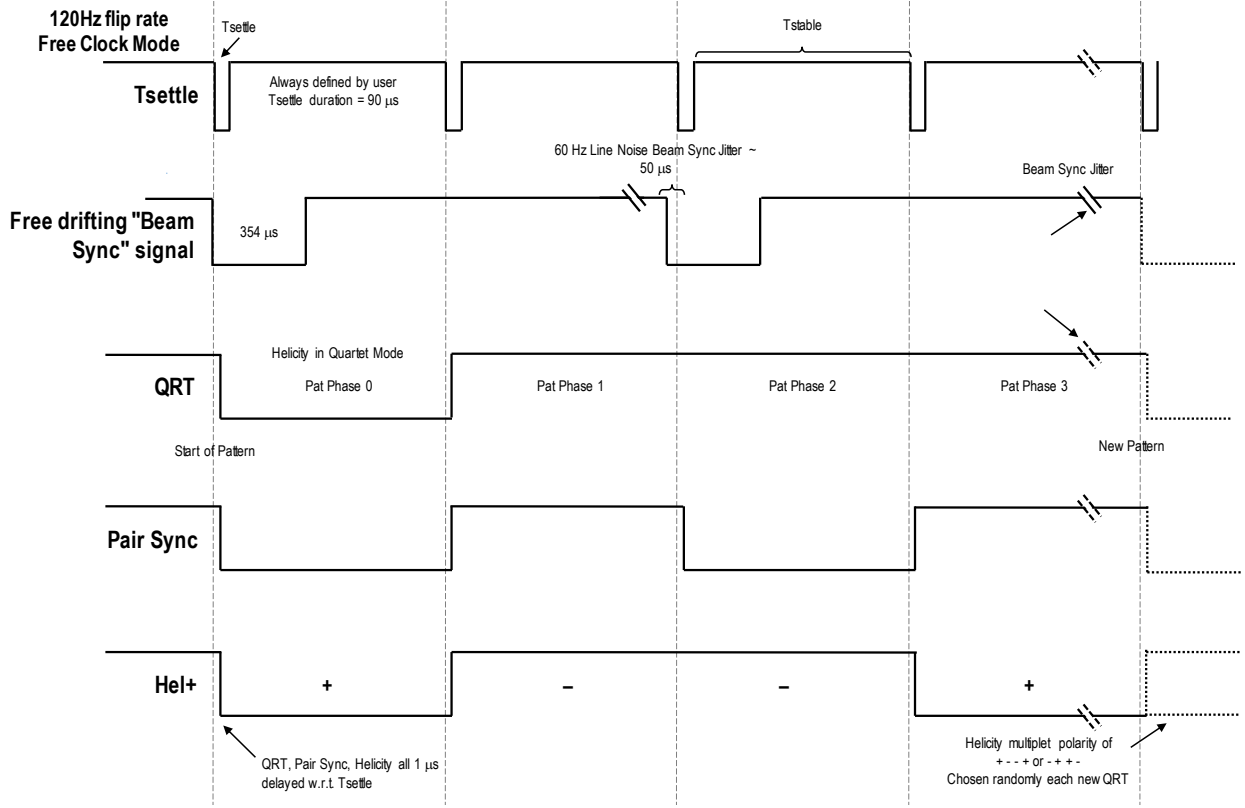 120Hz flip rate
Free Clock Mode
Tsettle
Tstable
Tsettle
Always defined by user
Tsettle duration = 90 μs
60 Hz Line Noise Beam Sync Jitter ~
50 μs
Beam Sync Jitter
Free drifting "Beam
Sync" signal
354 μs
Helicity in Quartet Mode
QRT
Pat Phase 0
Pat Phase 1
Pat Phase 2
Pat Phase 3
Start of Pattern
New Pattern
Pair Sync
Hel+
+
–
–
+
QRT, Pair Sync, Helicity all 1 μs
delayed w.r.t. Tsettle
Helicity multiplet polarity of
+ - - + or - + + -
Chosen randomly each new QRT